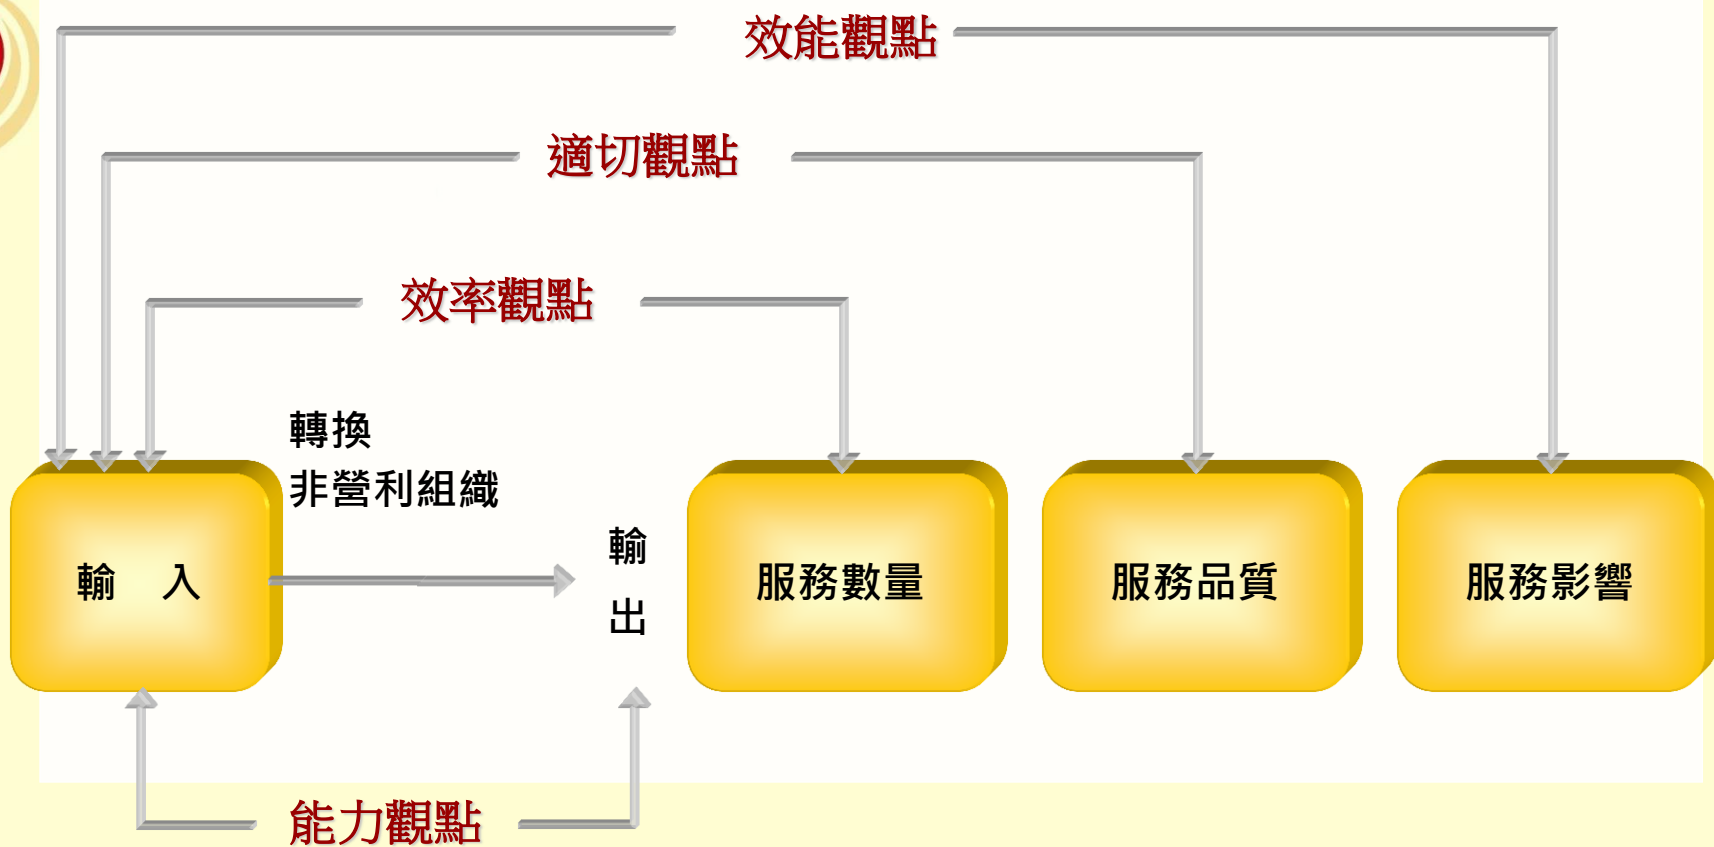 效能觀點
適切觀點
效率觀點
轉換
非營利組織
輸　入
輸
出
服務數量
服務品質
服務影響
能力觀點